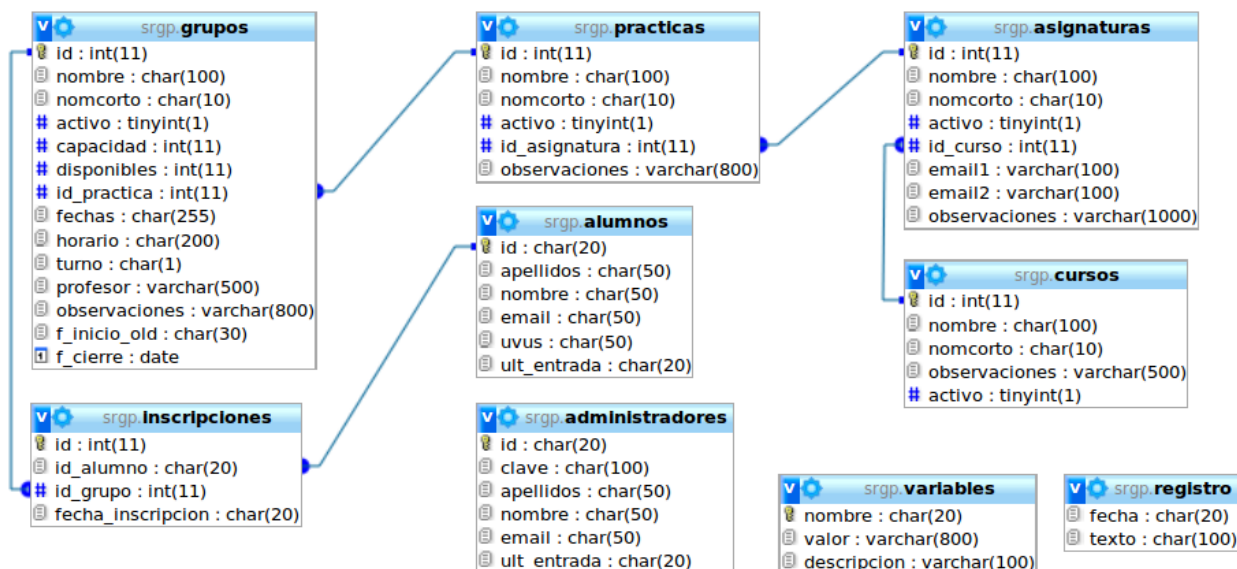 srgp.grupos
id : int(11)
nombre : char(100)
nomcorto : char(10)
# activo : tinyint(1)
# capacidad : int(11)
# disponibles : int(11)
# id_practica : int(11)
fechas : char(255)
horario : char(200)
turno : char(1)
profesor : varchar(500)
observaciones : varchar(800)
f_inicio_old : char(30)
f_cierre : date
srgp.practicas
id : int(11)
nombre : char(100)
nomcorto : char(10)
# activo : tinyint(1)
# id_asignatura : int(11)
observaciones : varchar(800)
srgp.asignaturas
id : int(11)
nombre : char(100)
nomcorto : char(10)
# activo : tinyint(1)
# id_curso : int(11)
email1 : varchar(100)
email2 : varchar(100)
observaciones : varchar(1000)
srgp.alumnos
id : char(20)
apellidos : char(50)
nombre : char(50)
email : char(50)
uvus : char(50)
ult_entrada : char(20)
srgp.cursos
id : int(11)
nombre : char(100)
nomcorto : char(10)
observaciones : varchar(500)
# activo : tinyint(1)
srgp.inscripciones
id : int(11)
id_alumno : char(20)
# id_grupo : int(11)
fecha_inscripcion : char(20)
srgp.administradores
id : char(20)
clave : char(100)
apellidos : char(50)
nombre : char(50)
email : char(50)
ult_entrada : char(20)
srgp.variables
nombre : char(20)
valor : varchar(800)
descripcion : varchar(100)
srgp.registro
fecha : char(20)
texto : char(100)